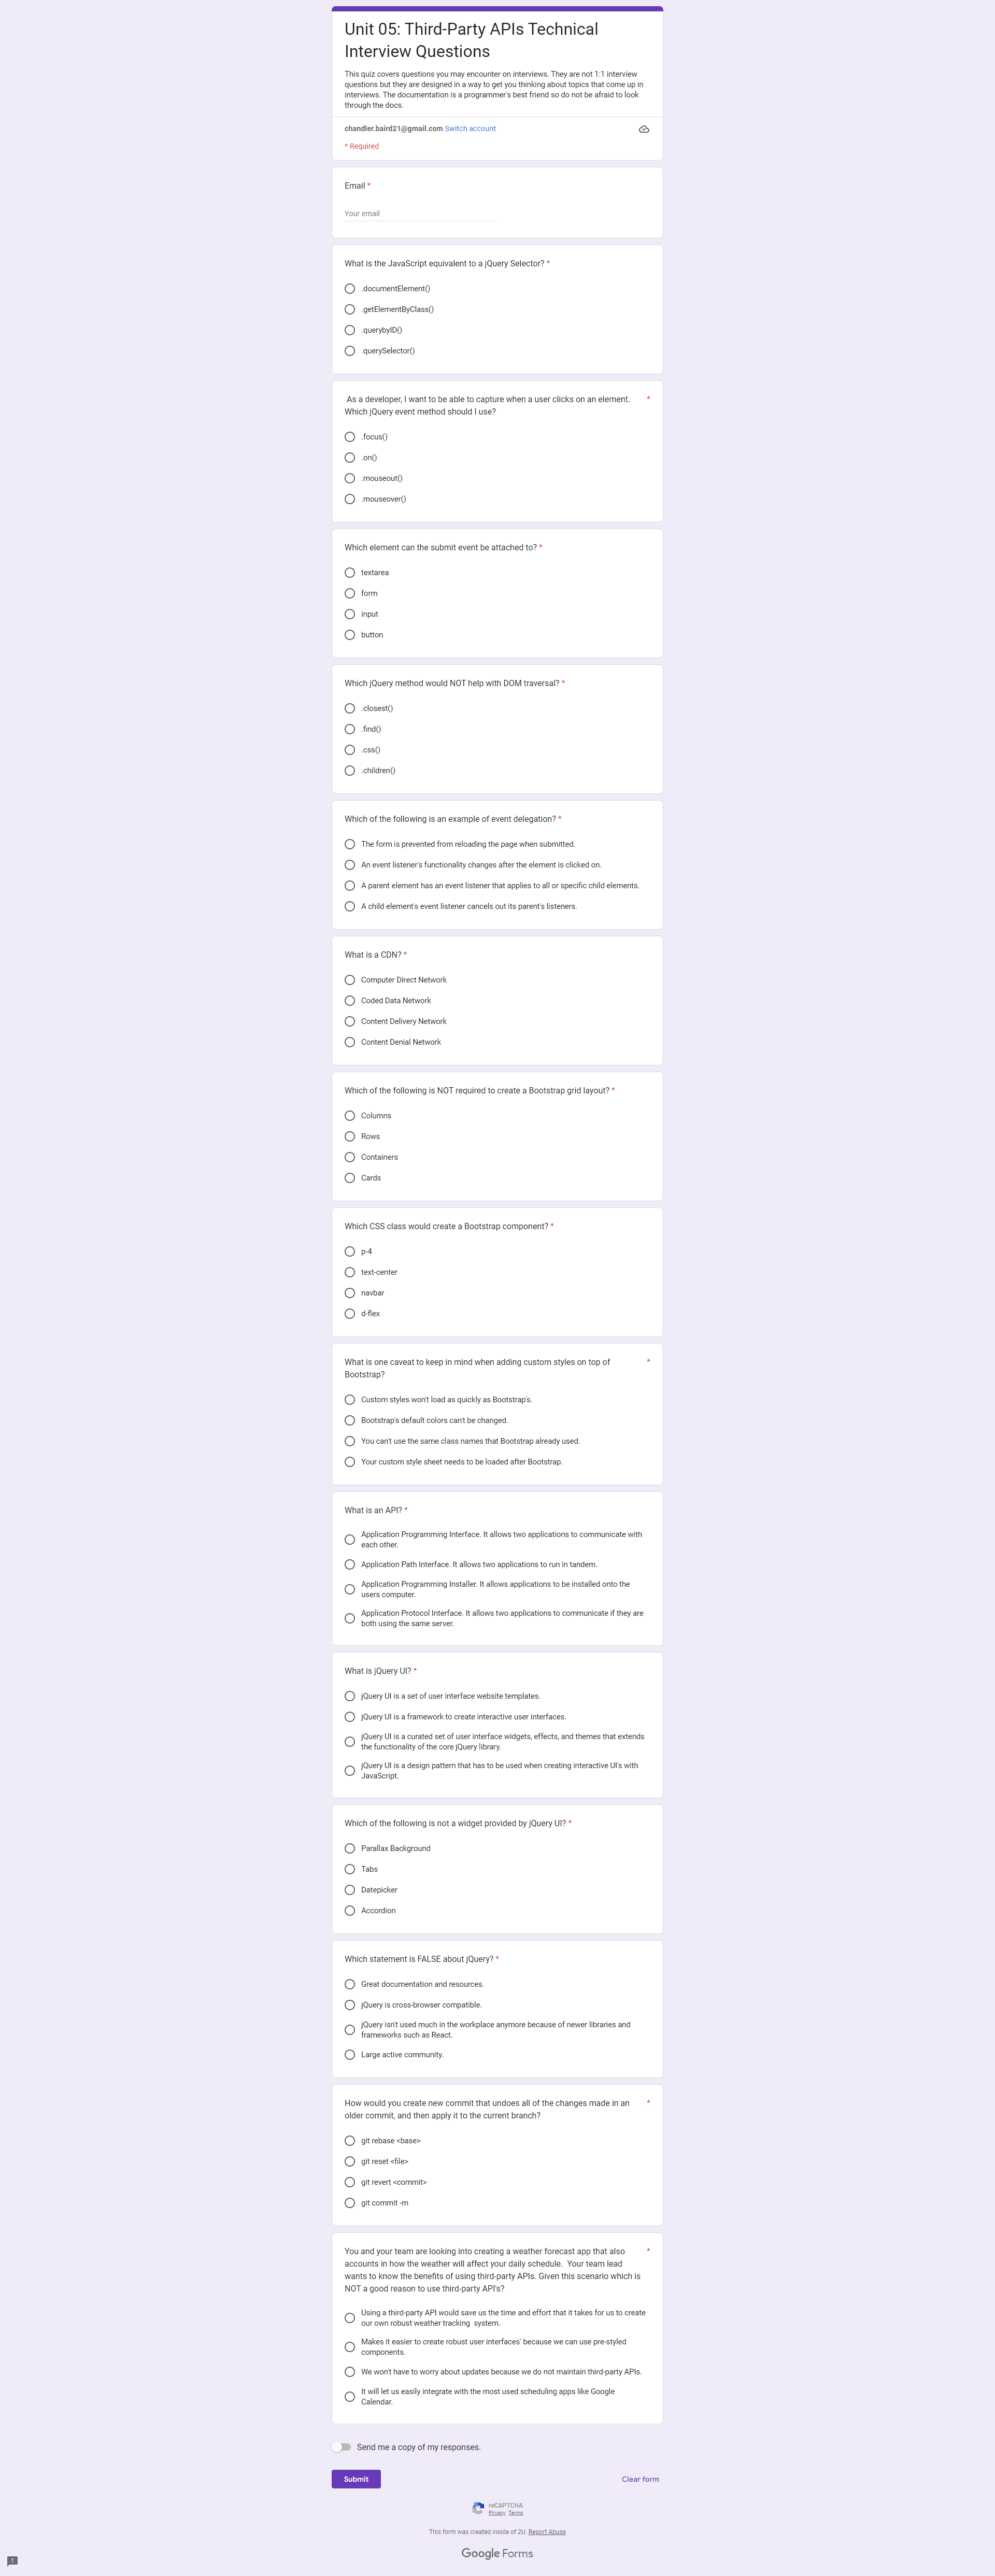 Unit 05: Third-Party APIs Technical
Interview Questions
This quiz covers questions you may encounter on interviews. They are not 1:1 interview
questions but they are designed in a way to get you thinking about topics that come up in
interviews. The documentation is a programmer's best friend so do not be afraid to look
through the docs.
chandler.baird21@gmail.com Switch account
* Required
Email *
Your email
What is the JavaScript equivalent to a jQuery Selector? *
.documentElement()
.getElementByClass()
.querybyID()
.querySelector()
As a developer, I want to be able to capture when a user clicks on an element. *
Which jQuery event method should I use?
.focus()
.on()
.mouseout()
.mouseover()
Which element can the submit event be attached to? *
textarea
form
input
button
Which jQuery method would NOT help with DOM traversal? *
.closest()
.find()
.css()
.children()
Which of the following is an example of event delegation? *
The form is prevented from reloading the page when submitted.
An event listener's functionality changes after the element is clicked on.
A parent element has an event listener that applies to all or specific child elements.
A child element's event listener cancels out its parent's listeners.
What is a CDN? *
Computer Direct Network
Coded Data Network
Content Delivery Network
Content Denial Network
Which of the following is NOT required to create a Bootstrap grid layout? *
Columns
Rows
Containers
Cards
Which CSS class would create a Bootstrap component? *
p-4
text-center
navbar
d-flex
What is one caveat to keep in mind when adding custom styles on top of *
Bootstrap?
Custom styles won't load as quickly as Bootstrap's.
Bootstrap's default colors can't be changed.
You can't use the same class names that Bootstrap already used.
Your custom style sheet needs to be loaded after Bootstrap.
What is an API? *
Application Programming Interface. It allows two applications to communicate with
each other.
Application Path Interface. It allows two applications to run in tandem.
Application Programming Installer. It allows applications to be installed onto the
users computer.
Application Protocol Interface. It allows two applications to communicate if they are
both using the same server.
What is jQuery UI? *
jQuery UI is a set of user interface website templates.
jQuery UI is a framework to create interactive user interfaces.
jQuery UI is a curated set of user interface widgets, effects, and themes that extends
the functionality of the core jQuery library.
jQuery UI is a design pattern that has to be used when creating interactive UI's with
JavaScript.
Which of the following is not a widget provided by jQuery UI? *
Parallax Background
Tabs
Datepicker
Accordion
Which statement is FALSE about jQuery? *
Great documentation and resources.
jQuery is cross-browser compatible.
jQuery isn't used much in the workplace anymore because of newer libraries and
frameworks such as React.
Large active community.
How would you create new commit that undoes all of the changes made in an *
older commit, and then apply it to the current branch?
git rebase <base>
git reset <file>
git revert <commit>
git commit -m
You and your team are looking into creating a weather forecast app that also *
accounts in how the weather will affect your daily schedule. Your team lead
wants to know the benefits of using third-party APIs. Given this scenario which is
NOT a good reason to use third-party API's?
Using a third-party API would save us the time and effort that it takes for us to create
our own robust weather tracking system.
Makes it easier to create robust user interfaces' because we can use pre-styled
components.
We won't have to worry about updates because we do not maintain third-party APIs.
It will let us easily integrate with the most used scheduling apps like Google
Calendar.
Send me a copy of my responses.
Submit
Clear form
reCAPTCHA
Privacy Terms
This form was created inside of 2U. Report Abuse
Google Forms